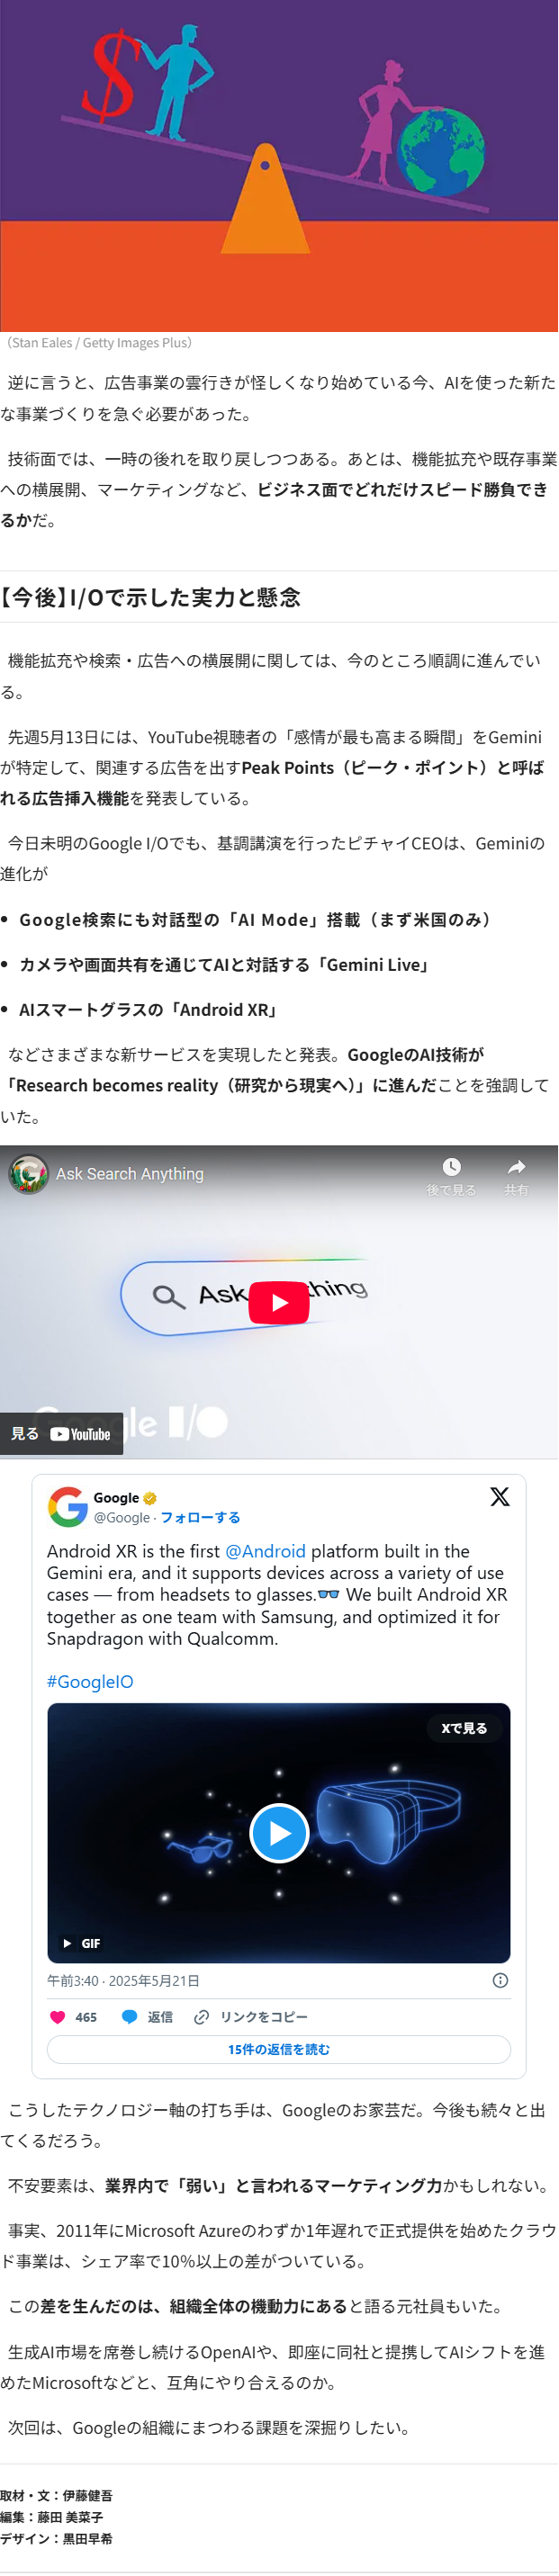 $
（Stan Eales / Getty Images Plus）
逆に言うと、広告事業の雲行きが怪しくなり始めている今、AIを使った新た
な事業づくりを急ぐ必要があった。
技術面では、一時の後れを取り戻しつつある。あとは、機能拡充や既存事業
への横展開、マーケティングなど、ビジネス面でどれだけスピード勝負でき
るかだ。
【今後】I/Oで示した実力と懸念
機能拡充や検索・広告への横展開に関しては、今のところ順調に進んでい
る。
先週5月13日には、YouTube視聴者の「感情が最も高まる瞬間」をGemini
が特定して、関連する広告を出すPeak Points（ピーク・ポイント）と呼ば
れる広告挿入機能を発表している。
今日未明のGoogle I/Oでも、基調講演を行ったピチャイCEOは、Geminiの
進化が
• Google検索にも対話型の「AI Mode」搭載（まず米国のみ）
• カメラや画面共有を通じてAIと対話する「Gemini Live」
• AIスマートグラスの「Android XR」
などさまざまな新サービスを実現したと発表。GoogleのAI技術が
「Research becomes reality（研究から現実へ）」に進んだことを強調して
いた。
Ask Search Anything
後で見る
共有
Ask Anything
Google I/O
見る YouTube
Google
@Google · フォローする
Android XR is the first @Android platform built in the
Gemini era, and it supports devices across a variety of use
cases — from headsets to glasses.👓 We built Android XR
together as one team with Samsung, and optimized it for
Snapdragon with Qualcomm.
#GoogleIO
Xで見る
GIF
午前3:40 · 2025年5月21日
465 返信 リンクをコピー
15件の返信を読む
こうしたテクノロジー軸の打ち手は、Googleのお家芸だ。今後も続々と出
てくるだろう。
不安要素は、業界内で「弱い」と言われるマーケティング力かもしれない。
事実、2011年にMicrosoft Azureのわずか1年遅れで正式提供を始めたクラウ
ド事業は、シェア率で10％以上の差がついている。
この差を生んだのは、組織全体の機動力にあると語る元社員もいた。
生成AI市場を席巻し続けるOpenAIや、即座に同社と提携してAIシフトを進
めたMicrosoftなどと、互角にやり合えるのか。
次回は、Googleの組織にまつわる課題を深掘りしたい。
取材・文：伊藤健吾
編集：藤田 美菜子
デザイン：黒田早希